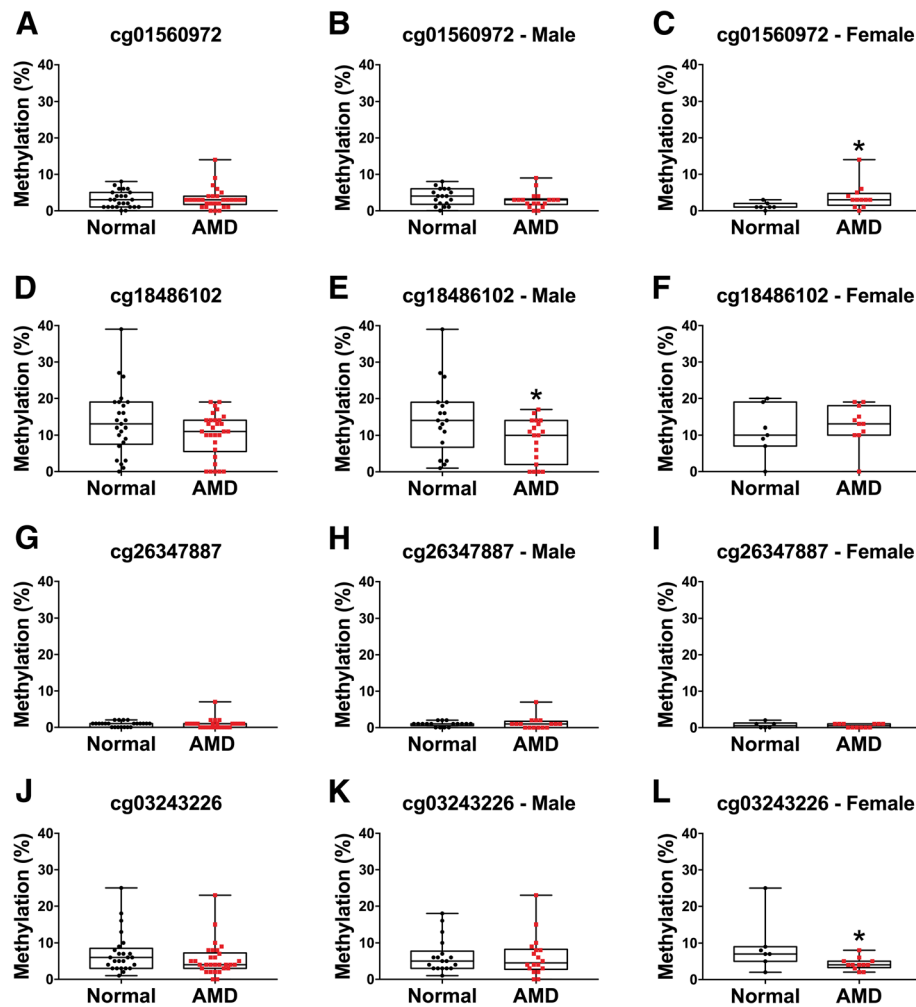 A
cg01560972
Methylation (%)
40
30
20
10
0
Normal
AMD
B
cg01560972 - Male
Methylation (%)
40
30
20
10
0
Normal
AMD
C
cg01560972 - Female
Methylation (%)
40
30
20
10
0
*
Normal
AMD
D
cg18486102
Methylation (%)
40
30
20
10
0
Normal
AMD
E
cg18486102 - Male
Methylation (%)
40
30
20
10
0
*
Normal
AMD
F
cg18486102 - Female
Methylation (%)
40
30
20
10
0
Normal
AMD
G
cg26347887
Methylation (%)
40
30
20
10
0
Normal
AMD
H
cg26347887 - Male
Methylation (%)
40
30
20
10
0
Normal
AMD
I
cg26347887 - Female
Methylation (%)
40
30
20
10
0
Normal
AMD
J
cg03243226
Methylation (%)
40
30
20
10
0
Normal
AMD
K
cg03243226 - Male
Methylation (%)
40
30
20
10
0
Normal
AMD
L
cg03243226 - Female
Methylation (%)
40
30
20
10
0
*
Normal
AMD